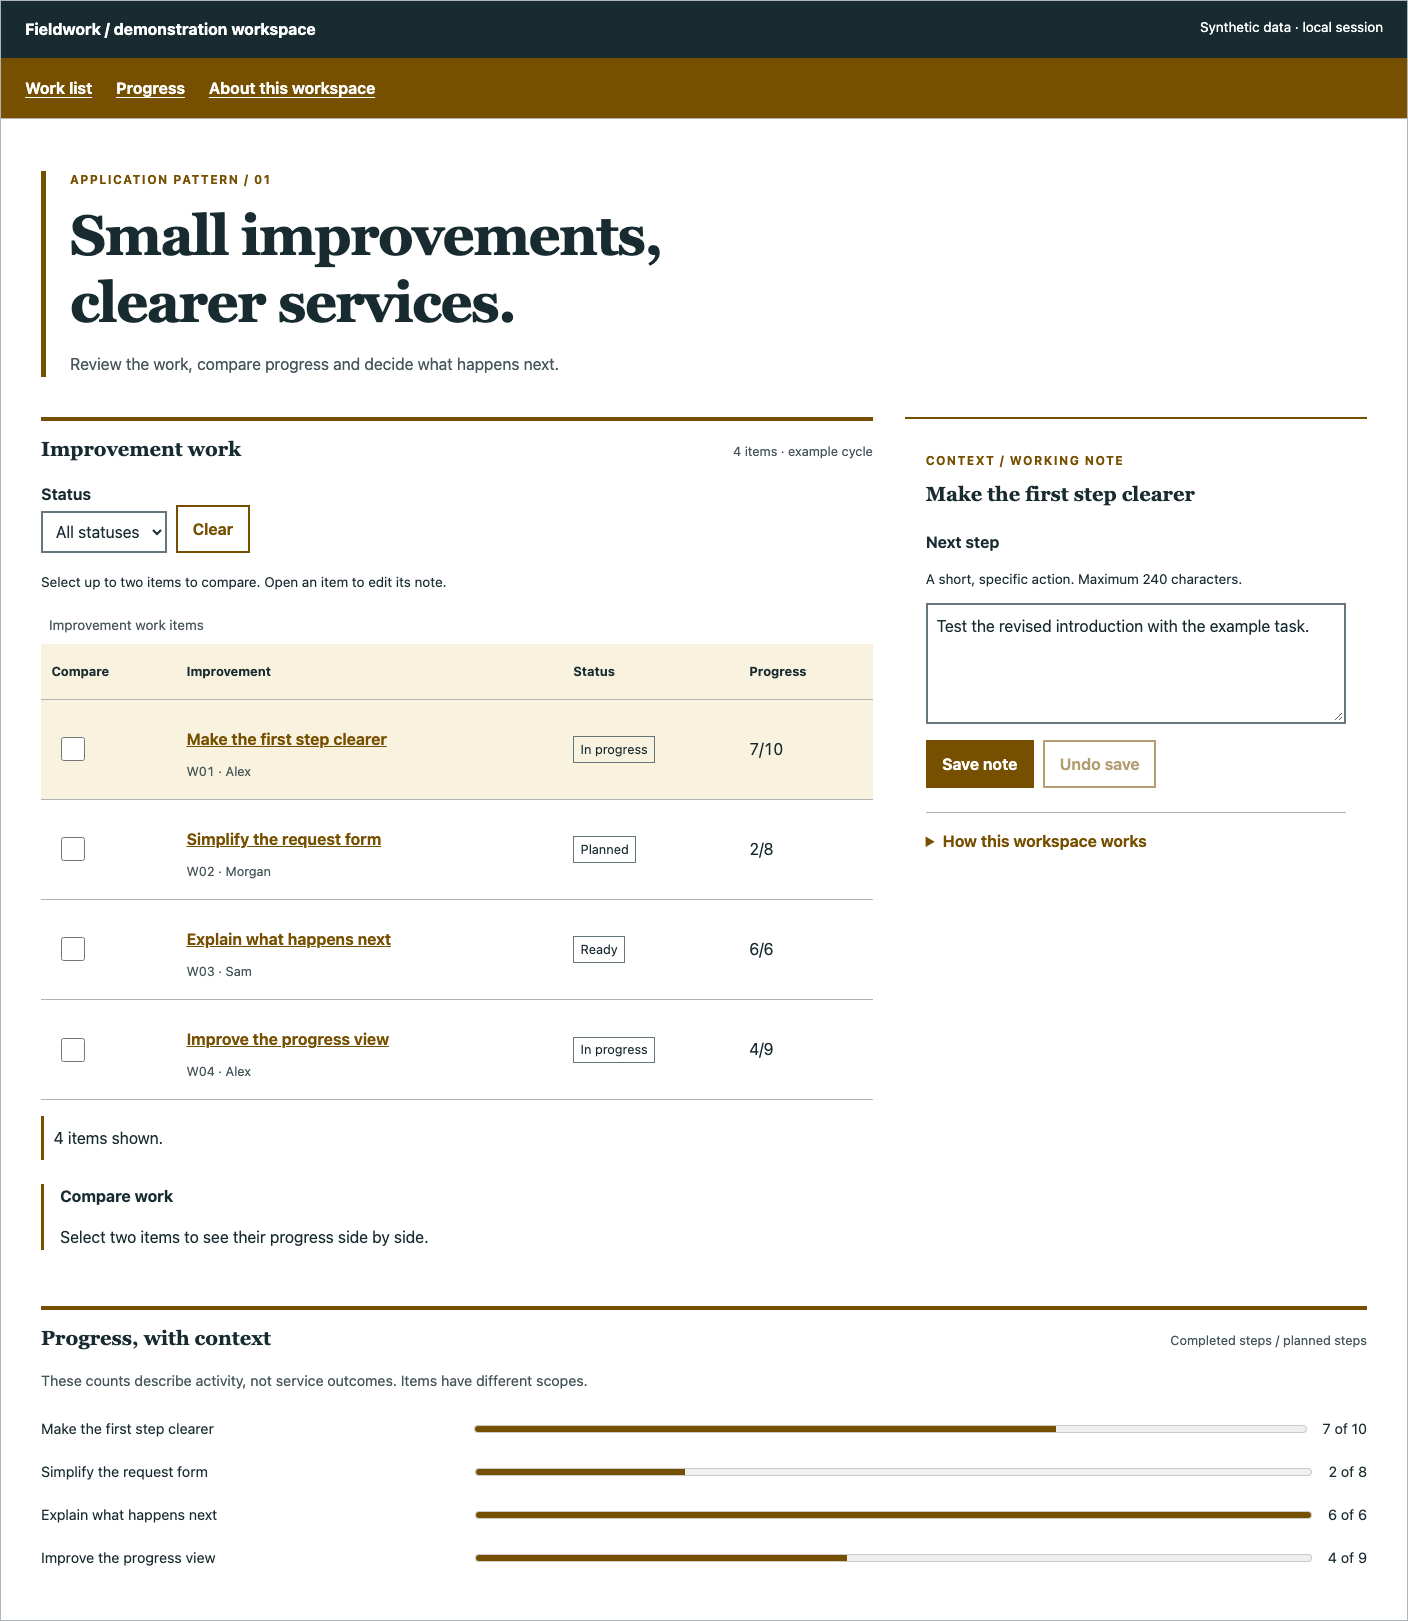 Fieldwork / demonstration workspace
Synthetic data · local session
Work list
Progress
About this workspace
APPLICATION PATTERN / 01
Small improvements,
clearer services.
Review the work, compare progress and decide what happens next.
Improvement work
4 items · example cycle
Status
All statuses
Clear
Select up to two items to compare. Open an item to edit its note.
Improvement work items
Compare Improvement Status Progress
Make the first step clearer
W01 · Alex
In progress
7/10
Simplify the request form
W02 · Morgan
Planned
2/8
Explain what happens next
W03 · Sam
Ready
6/6
Improve the progress view
W04 · Alex
In progress
4/9
4 items shown.
Compare work
Select two items to see their progress side by side.
CONTEXT / WORKING NOTE
Make the first step clearer
Next step
A short, specific action. Maximum 240 characters.
Test the revised introduction with the example task.
Save note
Undo save
How this workspace works
Progress, with context
Completed steps / planned steps
These counts describe activity, not service outcomes. Items have different scopes.
Make the first step clearer 7 of 10
Simplify the request form 2 of 8
Explain what happens next 6 of 6
Improve the progress view 4 of 9